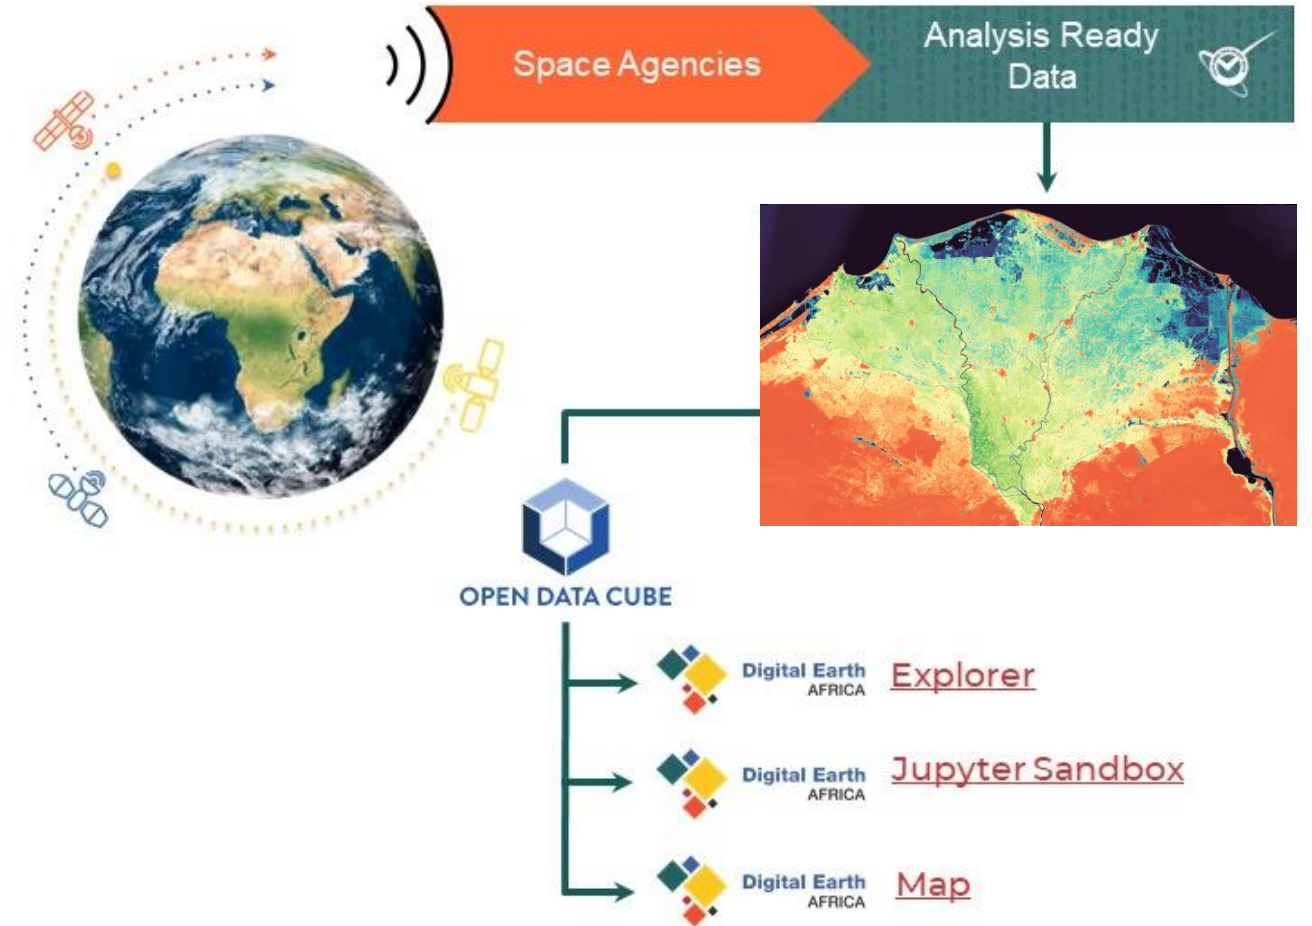 Space Agencies
Analysis Ready
Data
OPEN DATA CUBE
Digital Earth
AFRICA
Explorer
Digital Earth
AFRICA
Jupyter Sandbox
Digital Earth
AFRICA
Map